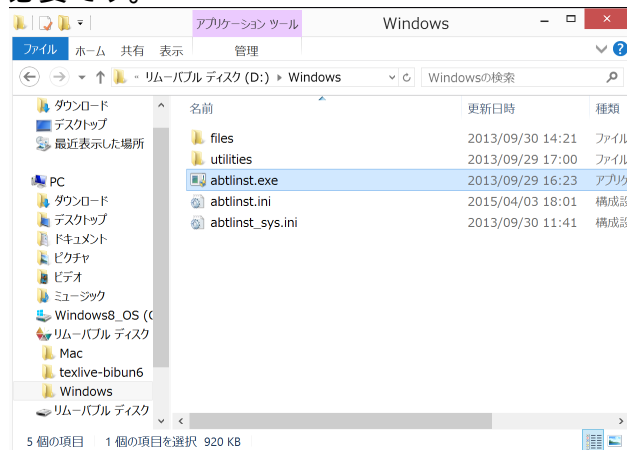 必要です。
アプリケーション ツール
Windows
ファイル ホーム 共有 表示 管理
リムーバブル ディスク (D:) Windows
Windowsの検索
ダウンロード
デスクトップ
最近表示した場所
PC
ダウンロード
デスクトップ
ドキュメント
ピクチャ
ビデオ
ミュージック
Windows8_OS (C
リムーバブル ディスク
Mac
texlive-bibun6
Windows
リムーバブル ディスク
名前 更新日時 種類
files 2013/09/30 14:21 ファイル
utilities 2013/09/29 17:00 ファイル
abtlinst.exe 2013/09/29 16:23 アプリケ
abtlinst.ini 2015/04/03 18:01 構成設
abtlinst_sys.ini 2013/09/30 11:41 構成設
5 個の項目 1 個の項目を選択 920 KB